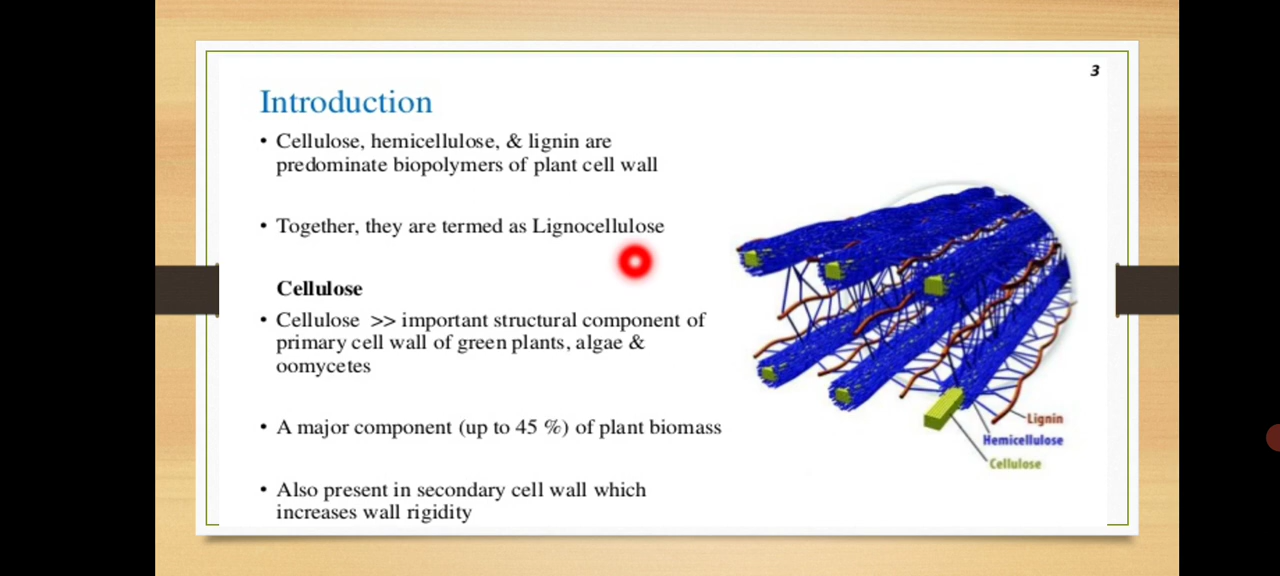 3
Introduction
• Cellulose, hemicellulose, & lignin are
predominate biopolymers of plant cell wall
• Together, they are termed as Lignocellulose
Cellulose
• Cellulose >> important structural component of
primary cell wall of green plants, algae &
oomycetes
• A major component (up to 45 %) of plant biomass
• Also present in secondary cell wall which
increases wall rigidity
Lignin
Hemicellulose
Cellulose